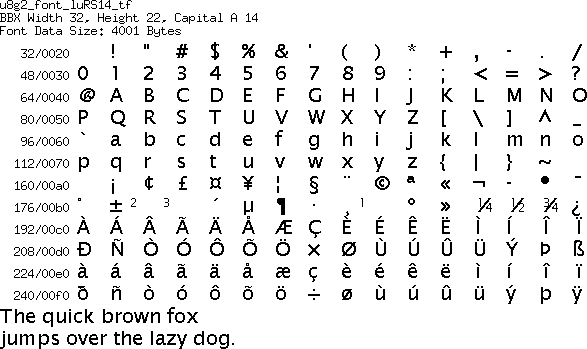 u8g2_font_luRS14_tf
BBX Width 32, Height 22, Capital A 14
Font Data Size: 4001 Bytes
32/0020 ! " # $ % & ' ( ) * + , - . /
48/0030 0 1 2 3 4 5 6 7 8 9 : ; < = > ?
64/0040 @ A B C D E F G H I J K L M N O
80/0050 P Q R S T U V W X Y Z [ \ ] ^ _
96/0060 ` a b c d e f g h i j k l m n o
112/0070 p q r s t u v w x y z { | } ~
160/00a0 ¡ ¢ £ ¤ ¥ ¦ § ¨ © ª « ¬ - • ¯
176/00b0 ° ± 2 3 ´ µ ¶ · ¸ 1 º » ¼ ½ ¾ ¿
192/00c0 À Á Â Ã Ä Å Æ Ç È É Ê Ë Ì Í Î Ï
208/00d0 Ð Ñ Ò Ó Ô Õ Ö × Ø Ù Ú Û Ü Ý Þ ß
224/00e0 à á â ã ä å æ ç è é ê ë ì í î ï
240/00f0 ð ñ ò ó ô õ ö ÷ ø ù ú û ü ý þ ÿ
The quick brown fox
jumps over the lazy dog.